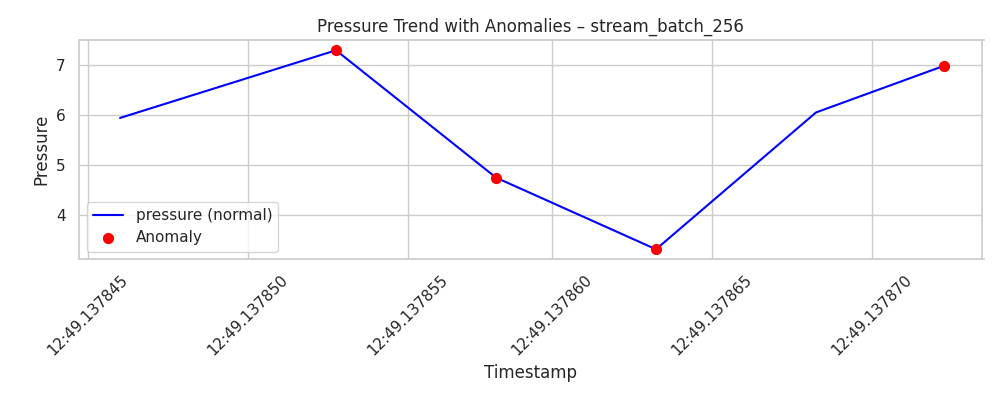 Pressure Trend with Anomalies – stream_batch_256
Pressure
7
6
5
4
pressure (normal)
Anomaly
12:49.137845
12:49.137850
12:49.137855
12:49.137860
12:49.137865
12:49.137870
Timestamp